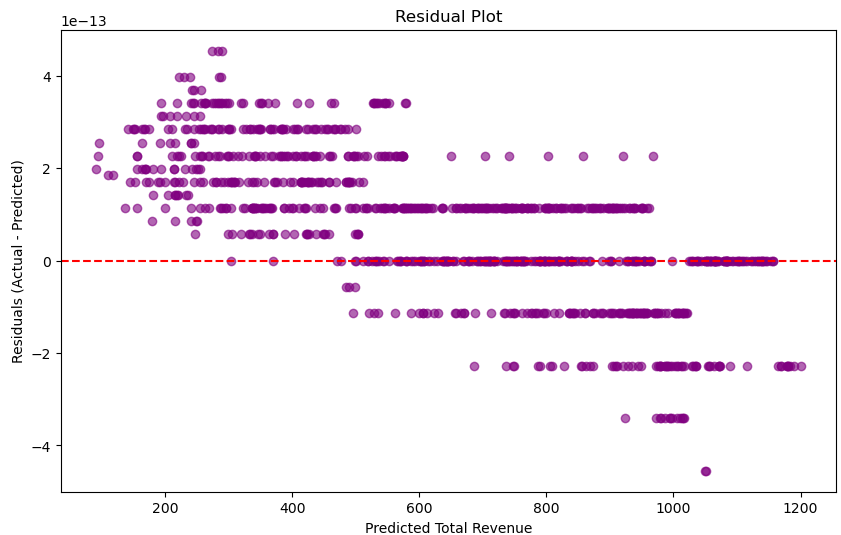 Residual Plot
1e−13
4
2
0
−2
−4
Residuals (Actual - Predicted)
200 400 600 800 1000 1200
Predicted Total Revenue